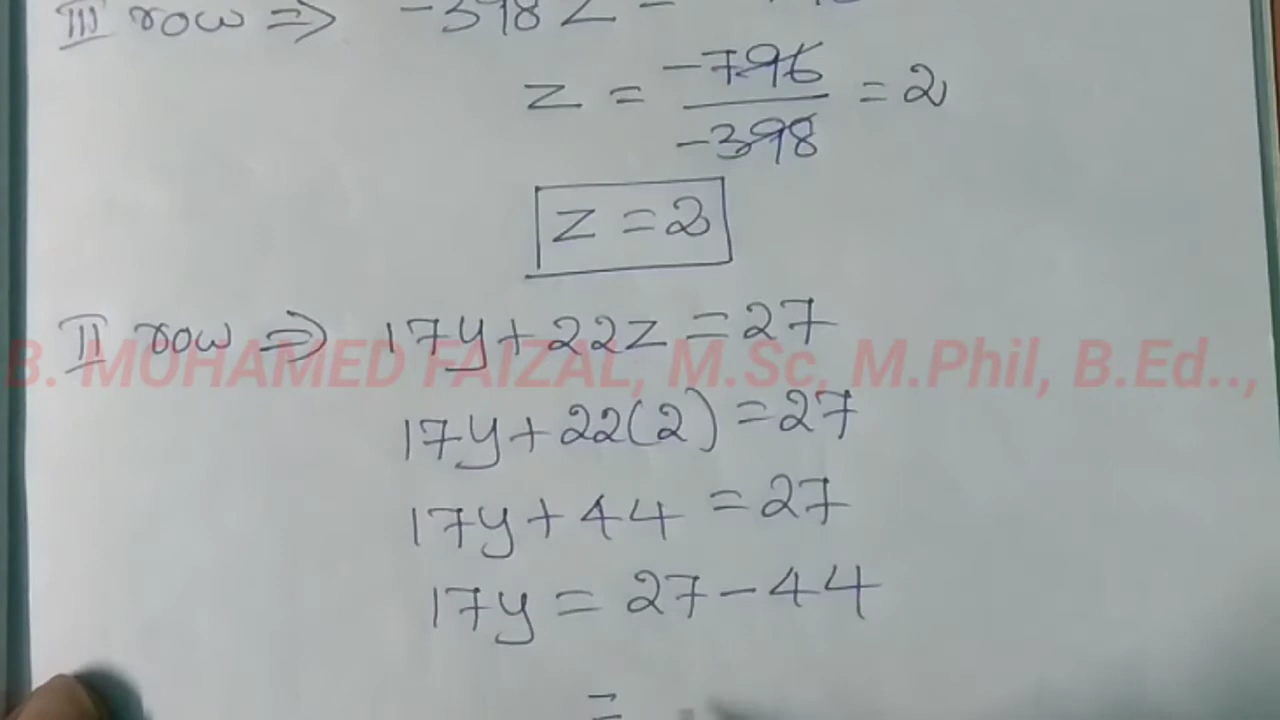 III row ⇒ -398 Z =
Z = -796 / -398 = 2
Z = 2
II row ⇒ 17y + 22z = 27
B. MOHAMED FAIZAL, M.Sc, M.Phil, B.Ed..,
17y + 22(2) = 27
17y + 44 = 27
17y = 27 - 44
=